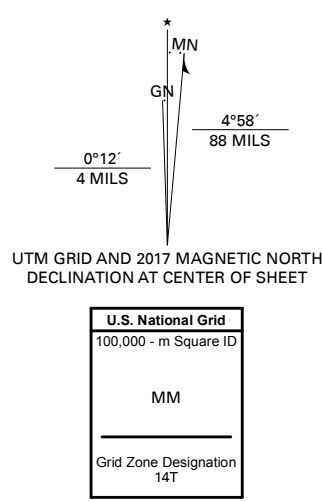 ★
MN
GN
4°58´
88 MILS
0°12´
4 MILS
UTM GRID AND 2017 MAGNETIC NORTH
DECLINATION AT CENTER OF SHEET
U.S. National Grid
100,000 - m Square ID
MM
Grid Zone Designation
14T